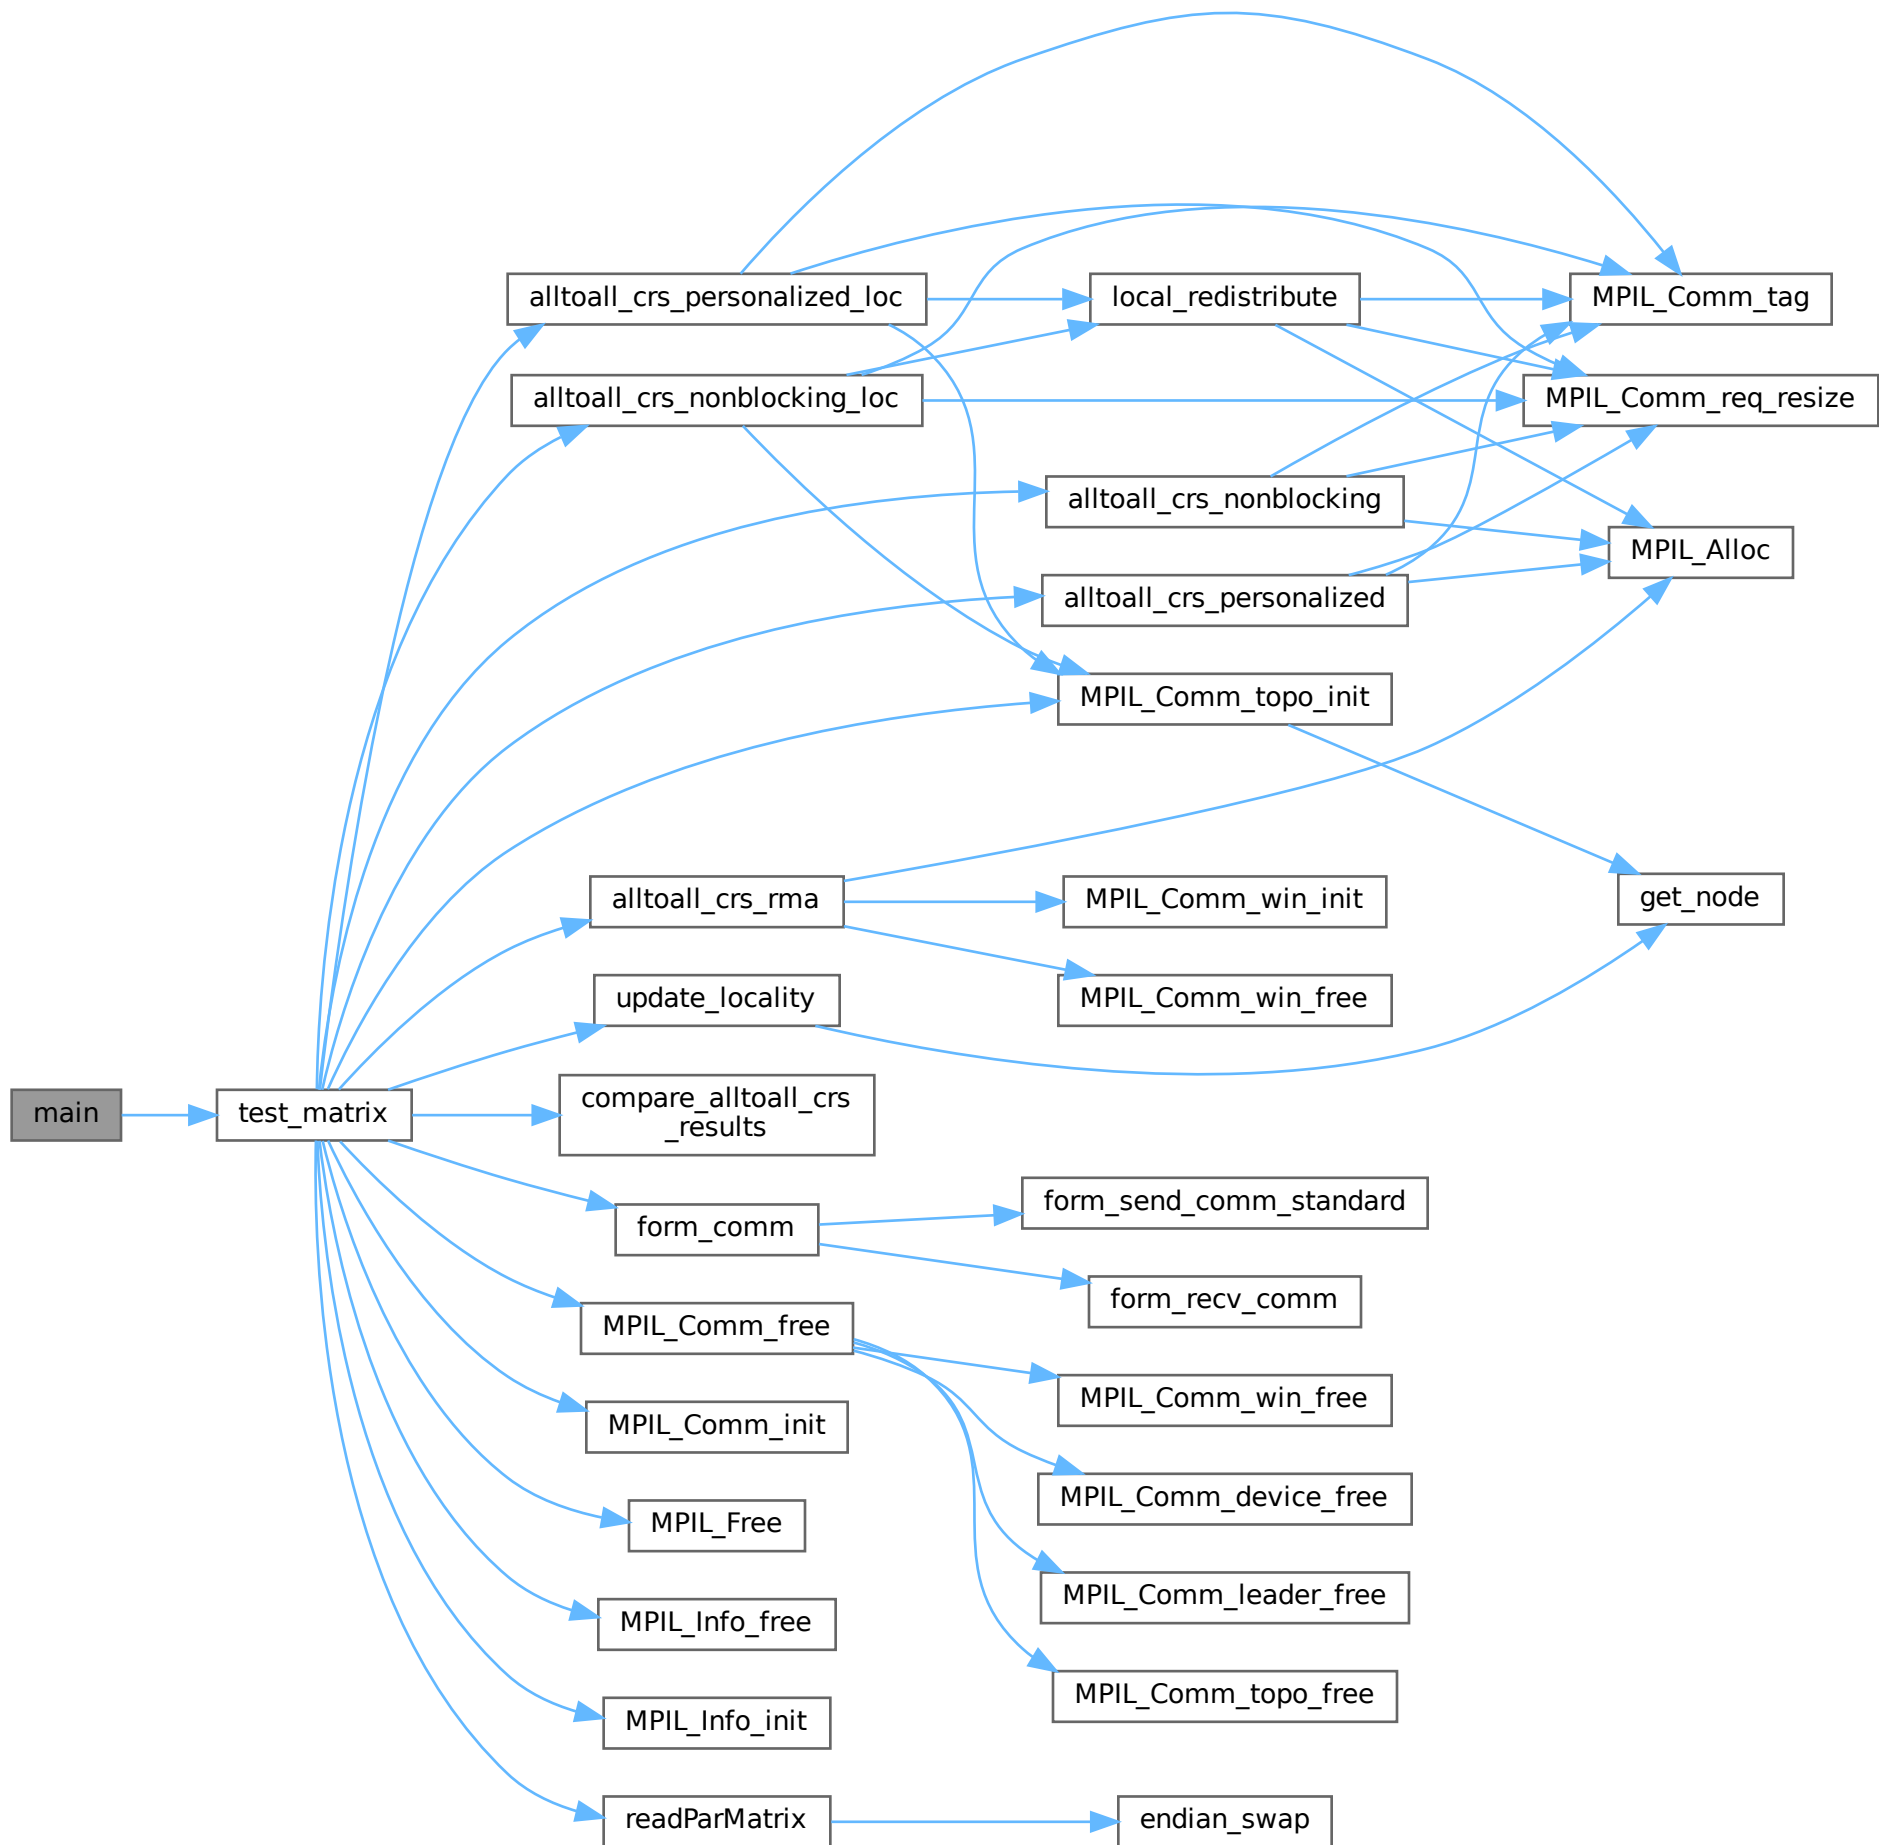 alltoall_crs_personalized_loc
local_redistribute
MPIL_Comm_tag
alltoall_crs_nonblocking_loc
MPIL_Comm_req_resize
alltoall_crs_nonblocking
MPIL_Alloc
alltoall_crs_personalized
MPIL_Comm_topo_init
alltoall_crs_rma
MPIL_Comm_win_init
get_node
update_locality
MPIL_Comm_win_free
main
test_matrix
compare_alltoall_crs
_results
form_comm
form_send_comm_standard
form_recv_comm
MPIL_Comm_free
MPIL_Comm_win_free
MPIL_Comm_init
MPIL_Comm_device_free
MPIL_Free
MPIL_Comm_leader_free
MPIL_Info_free
MPIL_Comm_topo_free
MPIL_Info_init
readParMatrix
endian_swap